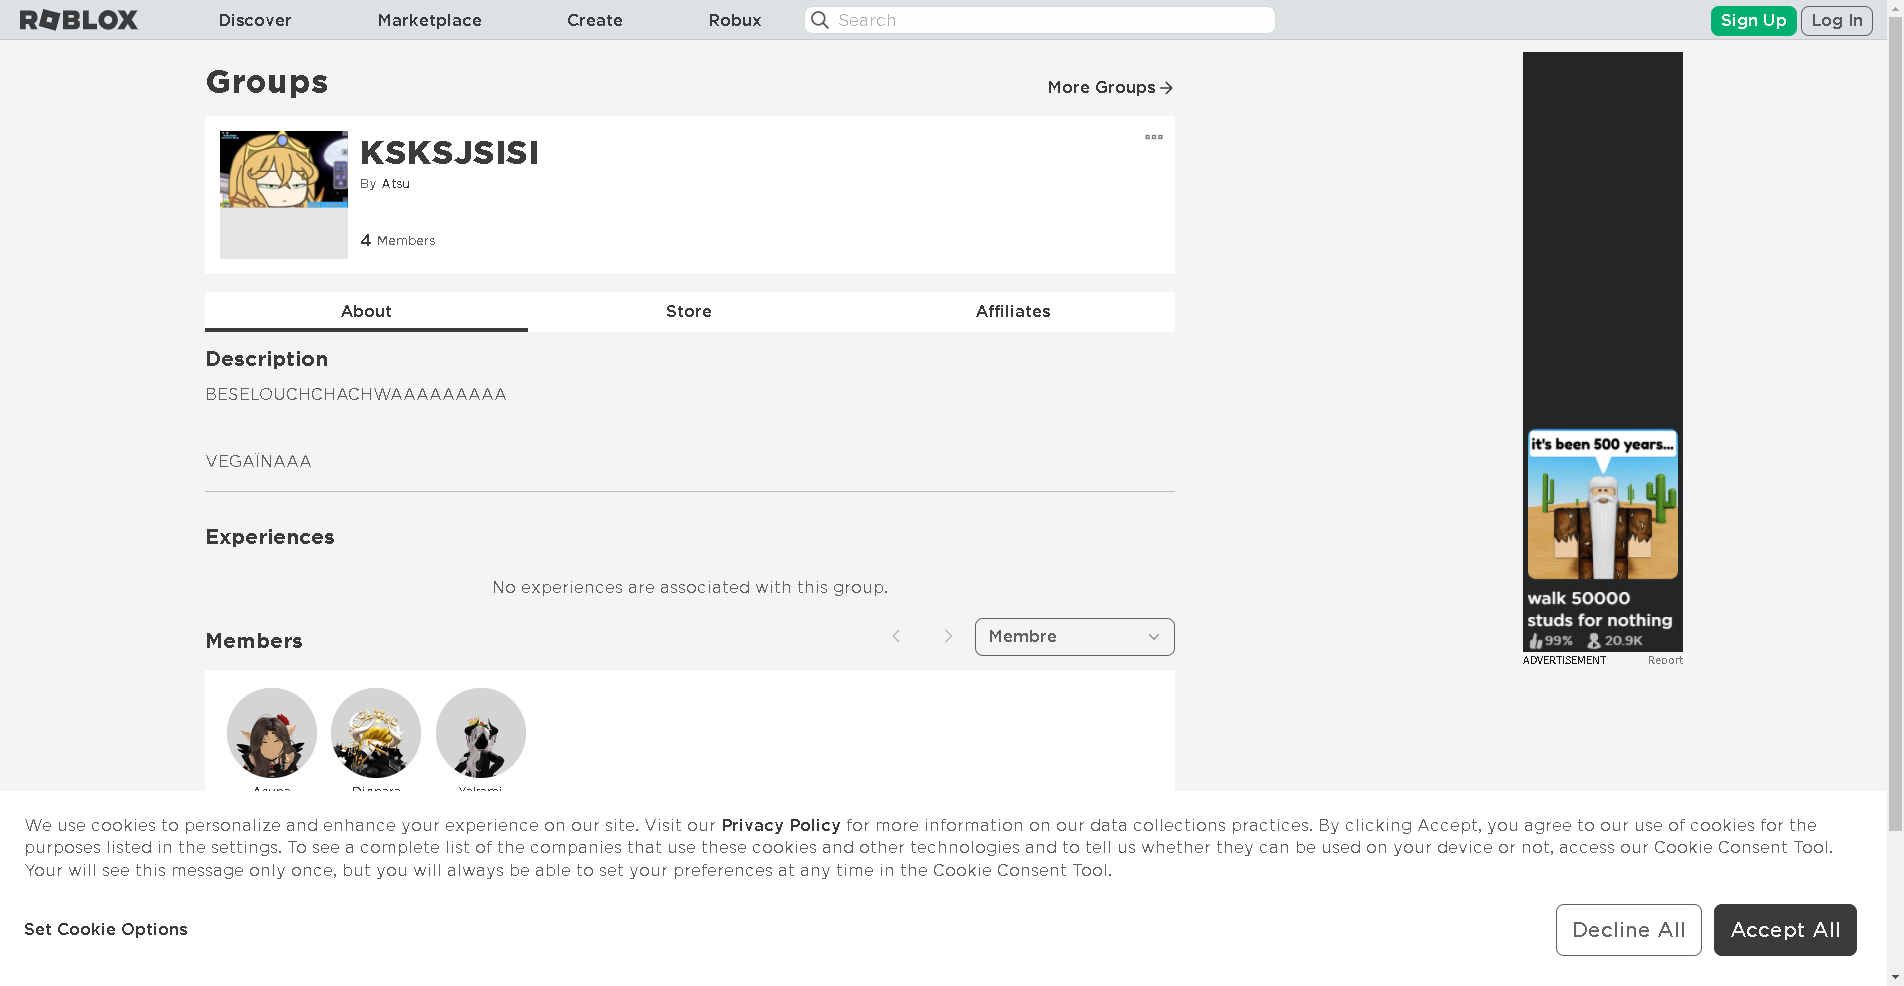 ROBLOX
Discover
Marketplace
Create
Robux
Search
Sign Up
Log In
Groups
More Groups
KSKSJSISI
By Atsu
4 Members
About
Store
Affiliates
Description
BESELOUCHCHACHWAAAAAAAAA
VEGAÏNAAA
Experiences
No experiences are associated with this group.
Members
Membre
it's been 500 years...
walk 50000
studs for nothing
99% 20.9K
ADVERTISEMENT
Report
We use cookies to personalize and enhance your experience on our site. Visit our Privacy Policy for more information on our data collections practices. By clicking Accept, you agree to our use of cookies for the
purposes listed in the settings. To see a complete list of the companies that use these cookies and other technologies and to tell us whether they can be used on your device or not, access our Cookie Consent Tool.
Your will see this message only once, but you will always be able to set your preferences at any time in the Cookie Consent Tool.
Set Cookie Options
Decline All
Accept All